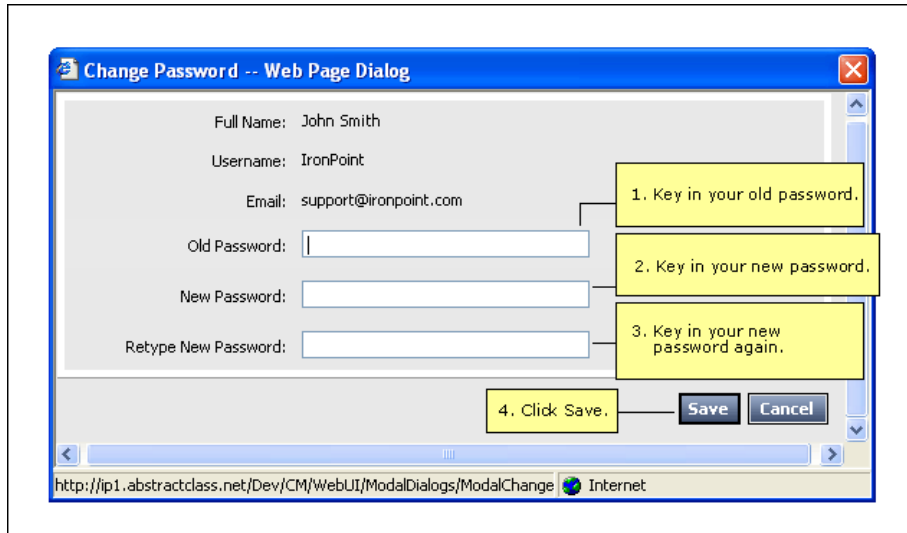 Change Password -- Web Page Dialog
Full Name: John Smith
Username: IronPoint
Email: support@ironpoint.com
1. Key in your old password.
Old Password:
2. Key in your new password.
New Password:
3. Key in your new
password again.
Retype New Password:
4. Click Save.
Save Cancel
http://ip1.abstractclass.net/Dev/CM/WebUI/ModalDialogs/ModalChange Internet